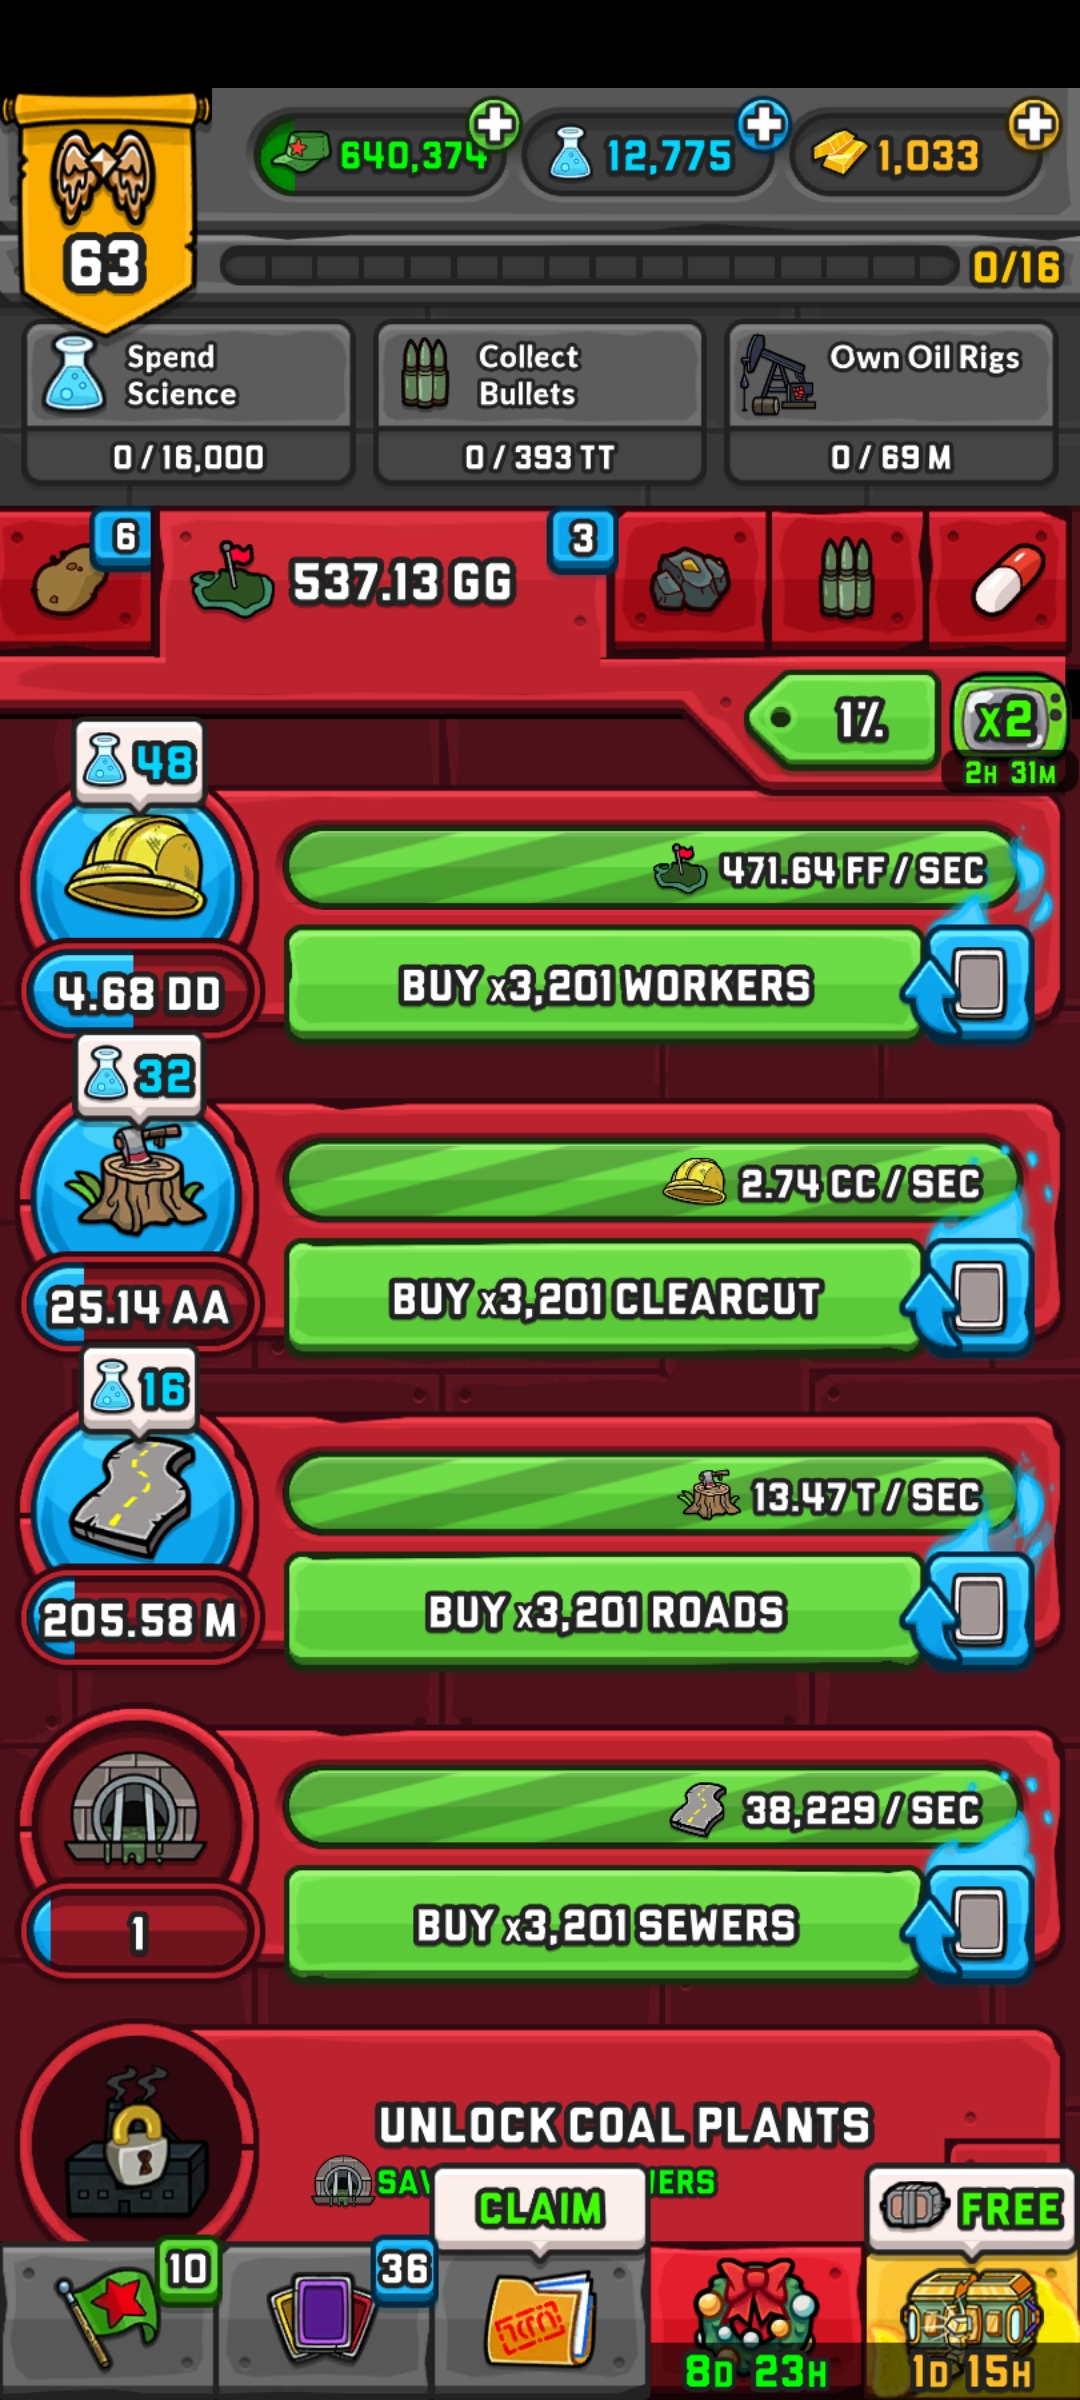 640,374
12,775
1,033
63
0/16
Spend
Science
0 / 16,000
Collect
Bullets
0 / 393 TT
Own Oil Rigs
0 / 69 M
6
537.13 GG
3
1%
x2
2H 31M
48
471.64 FF / SEC
4.68 DD
BUY x3,201 WORKERS
32
2.74 CC / SEC
25.14 AA
BUY x3,201 CLEARCUT
16
13.47 T / SEC
205.58 M
BUY x3,201 ROADS
38,229 / SEC
1
BUY x3,201 SEWERS
UNLOCK COAL PLANTS
CLAIM
FREE
10
36
8D 23H
1D 15H